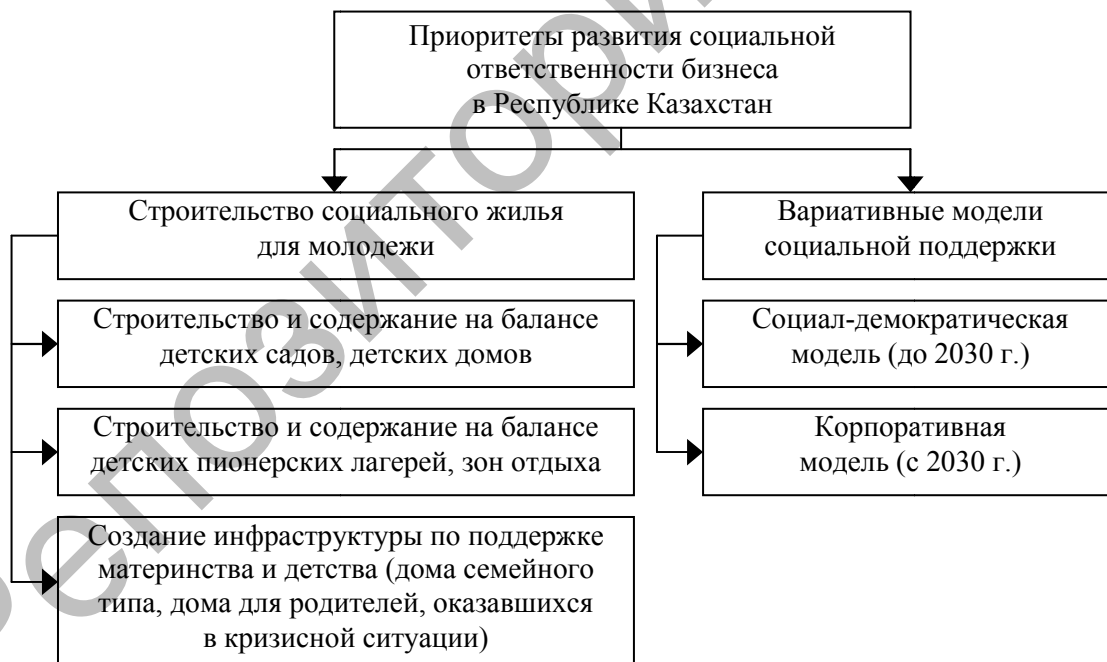 Приоритеты развития социальной
ответственности бизнеса
в Республике Казахстан
Строительство социального жилья
для молодежи
Вариативные модели
социальной поддержки
Строительство и содержание на балансе
детских садов, детских домов
Социал-демократическая
модель (до 2030 г.)
Строительство и содержание на балансе
детских пионерских лагерей, зон отдыха
Корпоративная
модель (с 2030 г.)
Создание инфраструктуры по поддержке
материнства и детства (дома семейного
типа, дома для родителей, оказавшихся
в кризисной ситуации)